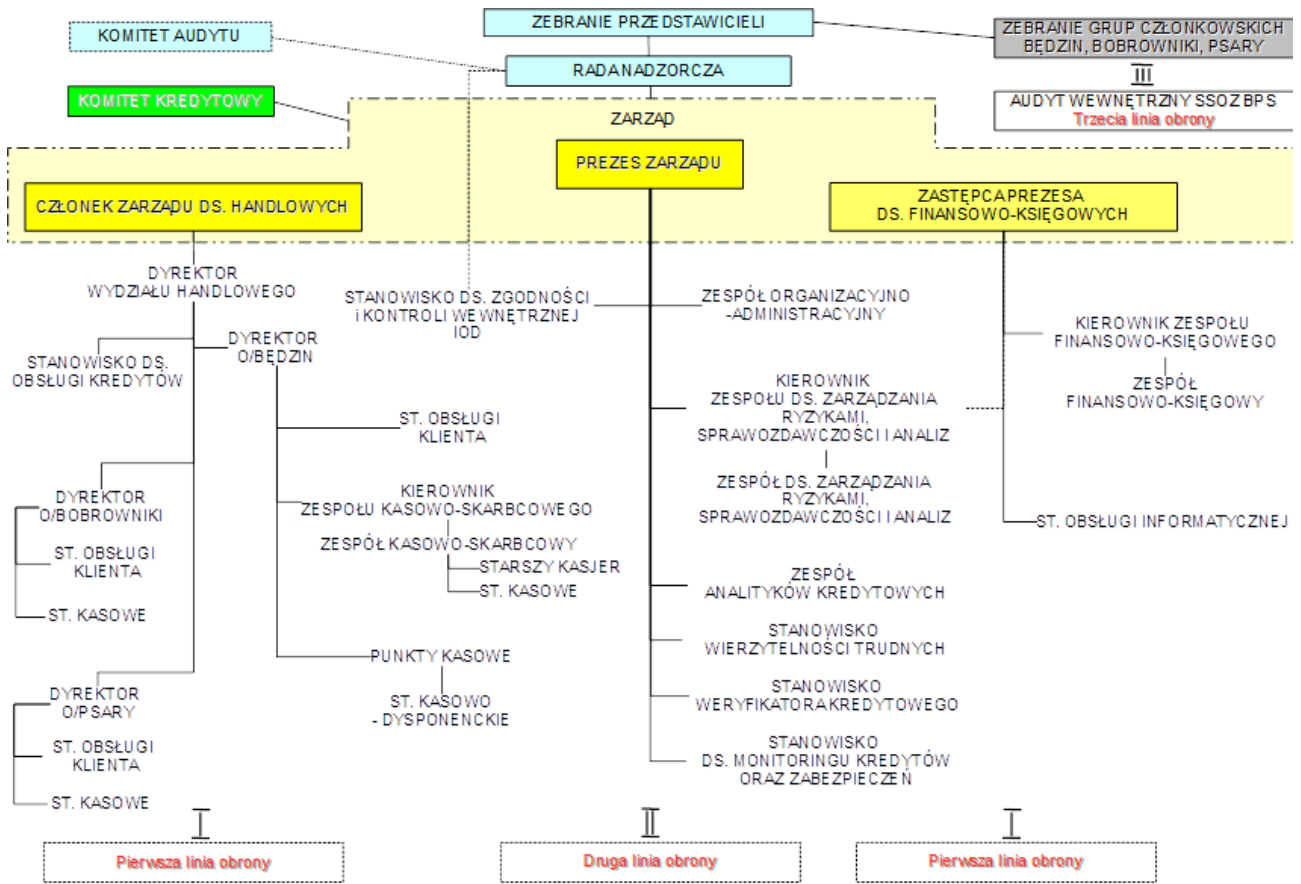 KOMITET AUDYTU
ZEBRANIE PRZEDSTAWICIELI
ZEBRANIE GRUP CZŁONKOWSKICH
BĘDZIN, BOBROWNIKI, PSARY
RADA NADZORCZA
III
KOMITET KREDYTOWY
AUDYT WEWNĘTRZNY SSOZ BPS
Trzecia linia obrony
ZARZĄD
PREZES ZARZĄDU
CZŁONEK ZARZĄDU DS. HANDLOWYCH
ZASTĘPCA PREZESA
DS. FINANSOWO-KSIĘGOWYCH
DYREKTOR
WYDZIAŁU HANDLOWEGO
STANOWISKO DS.
OBSŁUGI KREDYTÓW
DYREKTOR
O/BĘDZIN
ST. OBSŁUGI
KLIENTA
KIEROWNIK
ZESPOŁU KASOWO-SKARBCOWEGO
ZESPÓŁ KASOWO-SKARBCOWY
STARSZY KASJER
ST. KASOWE
PUNKTY KASOWE
ST. KASOWO
- DYSPONENCKIE
DYREKTOR
O/BOBROWNIKI
ST. OBSŁUGI
KLIENTA
ST. KASOWE
DYREKTOR
O/PSARY
ST. OBSŁUGI
KLIENTA
ST. KASOWE
I
Pierwsza linia obrony
STANOWISKO DS. ZGODNOŚCI
i KONTROLI WEWNĘTRZNEJ
IOD
ZESPÓŁ ORGANIZACYJNO
-ADMINISTRACYJNY
KIEROWNIK
ZESPOŁU DS. ZARZĄDZANIA
RYZYKAMI,
SPRAWOZDAWCZOŚCI I ANALIZ
ZESPÓŁ DS. ZARZĄDZANIA
RYZYKAMI,
SPRAWOZDAWCZOŚCI I ANALIZ
ZESPÓŁ
ANALITYKÓW KREDYTOWYCH
STANOWISKO
WIERZYTELNOŚCI TRUDNYCH
STANOWISKO
WERYFIKATORA KREDYTOWEGO
STANOWISKO
DS. MONITORINGU KREDYTÓW
ORAZ ZABEZPIECZEŃ
II
Druga linia obrony
KIEROWNIK ZESPOŁU
FINANSOWO-KSIĘGOWEGO
ZESPÓŁ
FINANSOWO-KSIĘGOWY
ST. OBSŁUGI INFORMATYCZNEJ
I
Pierwsza linia obrony